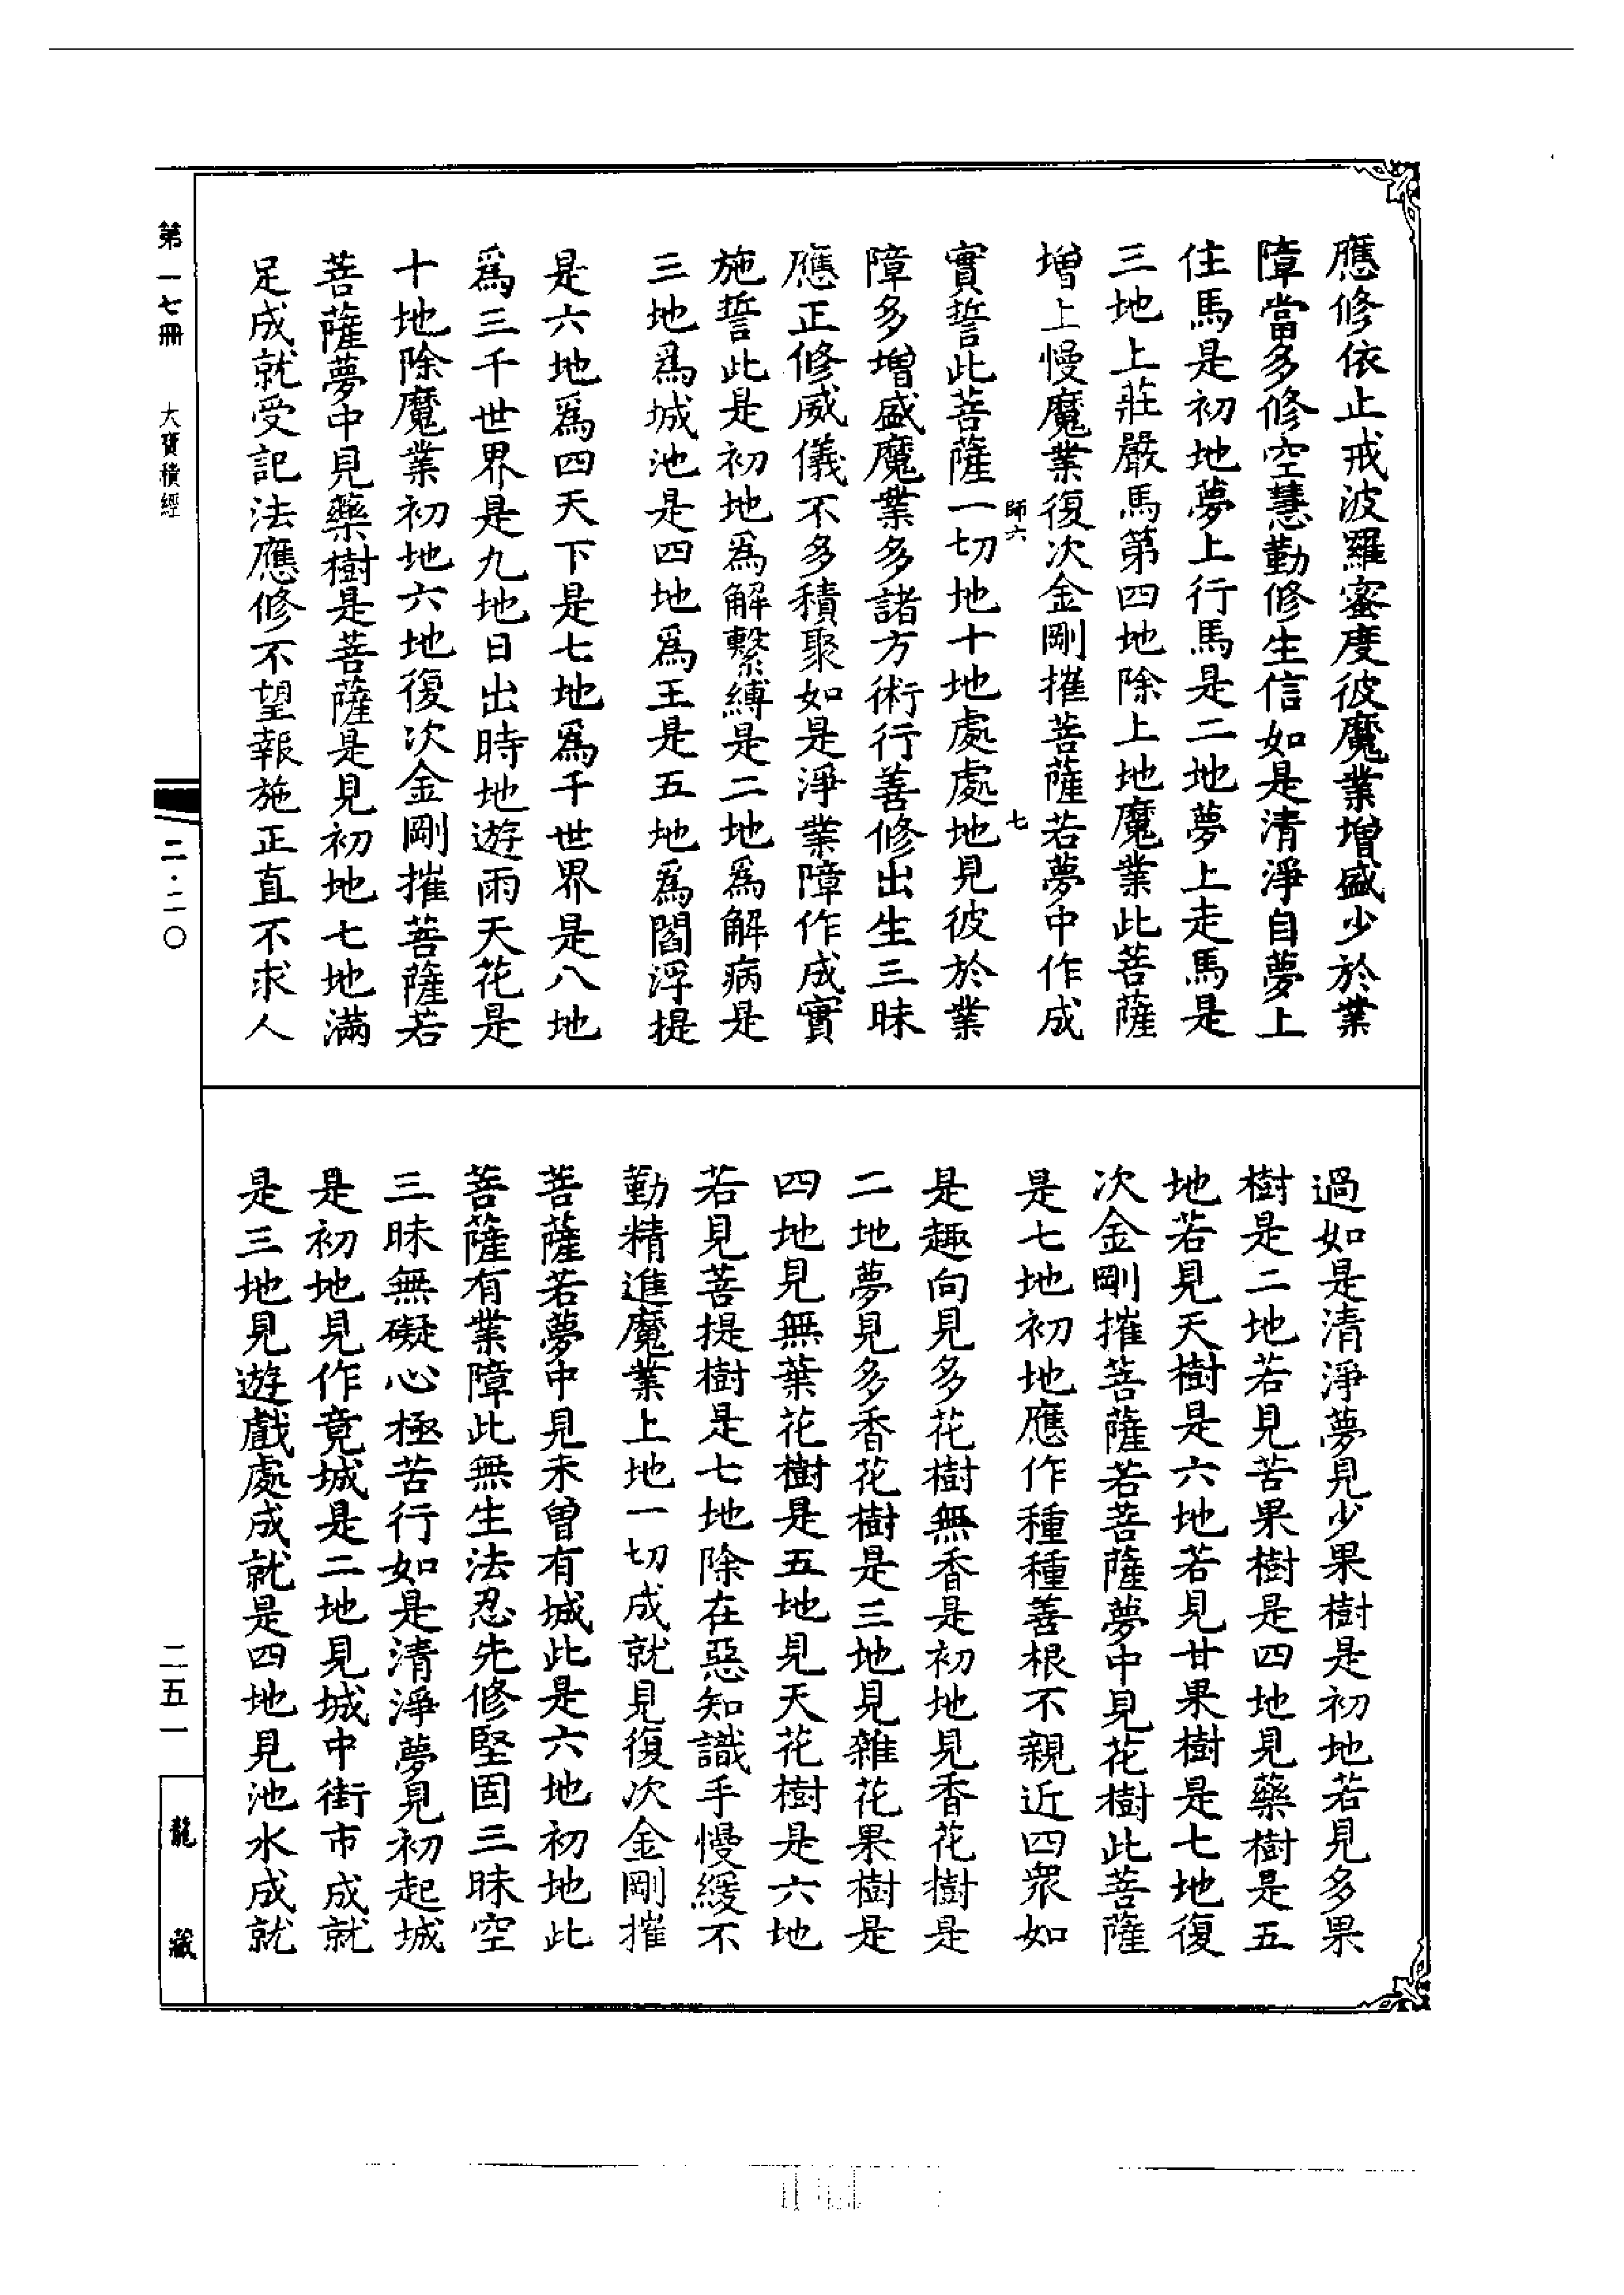 應修依止戒波羅蜜度彼魔業增盛少於業
障當多修空慧勤修生信如是清淨自夢上
住馬是初地夢上行馬是二地夢上走馬是
三地上莊嚴馬第四地除上地魔業此菩薩
增上慢魔業復次金剛摧菩薩若夢中作成
師六
七
實誓此菩薩一切地十地處處地見彼於業
障多增盛魔業多諸方術行善修出生三昧
應正修威儀不多積聚如是淨業障作成實
施誓此是初地爲解繫縛是二地爲解病是
三地爲城池是四地爲王是五地爲閻浮提
是六地爲四天下是七地爲千世界是八地
爲三千世界是九地日出時地遊雨天花是
十地除魔業初地六地復次金剛摧菩薩若
菩薩夢中見藥樹是菩薩是見初地七地滿
足成就受記法應修不望報施正直不求人
過如是清淨夢見少果樹是初地若見多果
樹是二地若見苦果樹是四地見藥樹是五
地若見天樹是六地若見甘果樹是七地復
次金剛摧菩薩若菩薩夢中見花樹此菩薩
是七地初地應作種種善根不親近四眾如
是趣向見多花樹無香是初地見香花樹是
二地夢見多香花樹是三地見雜花果樹是
四地見無葉花樹是五地見天花樹是六地
若見菩提樹是七地除在惡知識手慢緩不
勤精進魔業上地一切成就見復次金剛摧
菩薩若夢中見未曾有城此是六地初地此
菩薩有業障此無生法忍先修堅固三昧空
三昧無礙心極苦行如是清淨夢見初起城
是初地見作竟城是二地見城中街市成就
是三地見遊戲處成就是四地見池水成就
第一七冊
大寶積經
二·二〇
二五一
龍藏